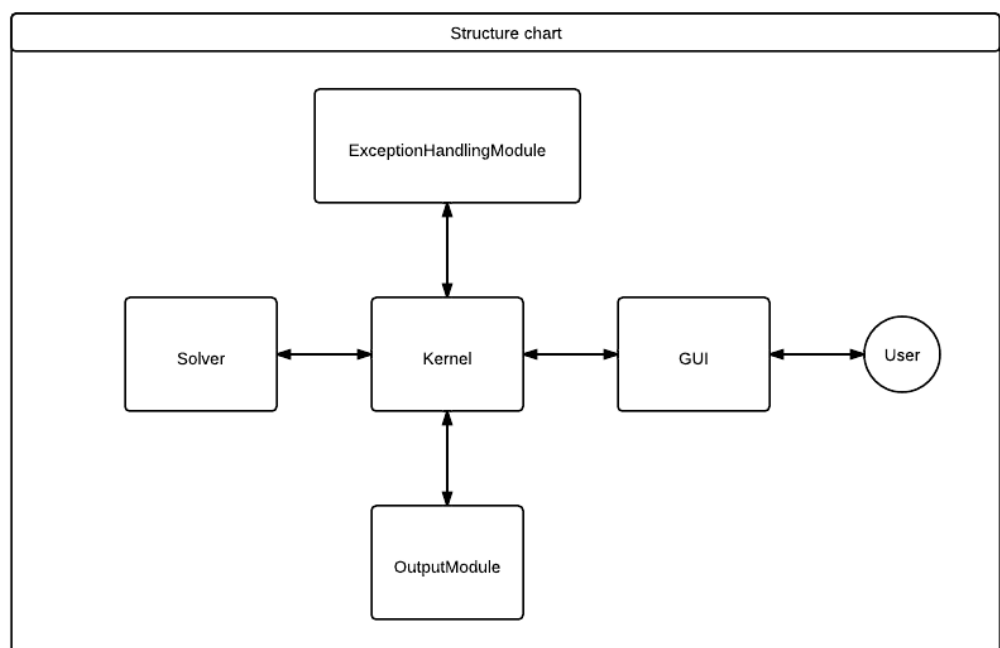 Structure chart
ExceptionHandlingModule
Solver
Kernel
GUI
User
OutputModule